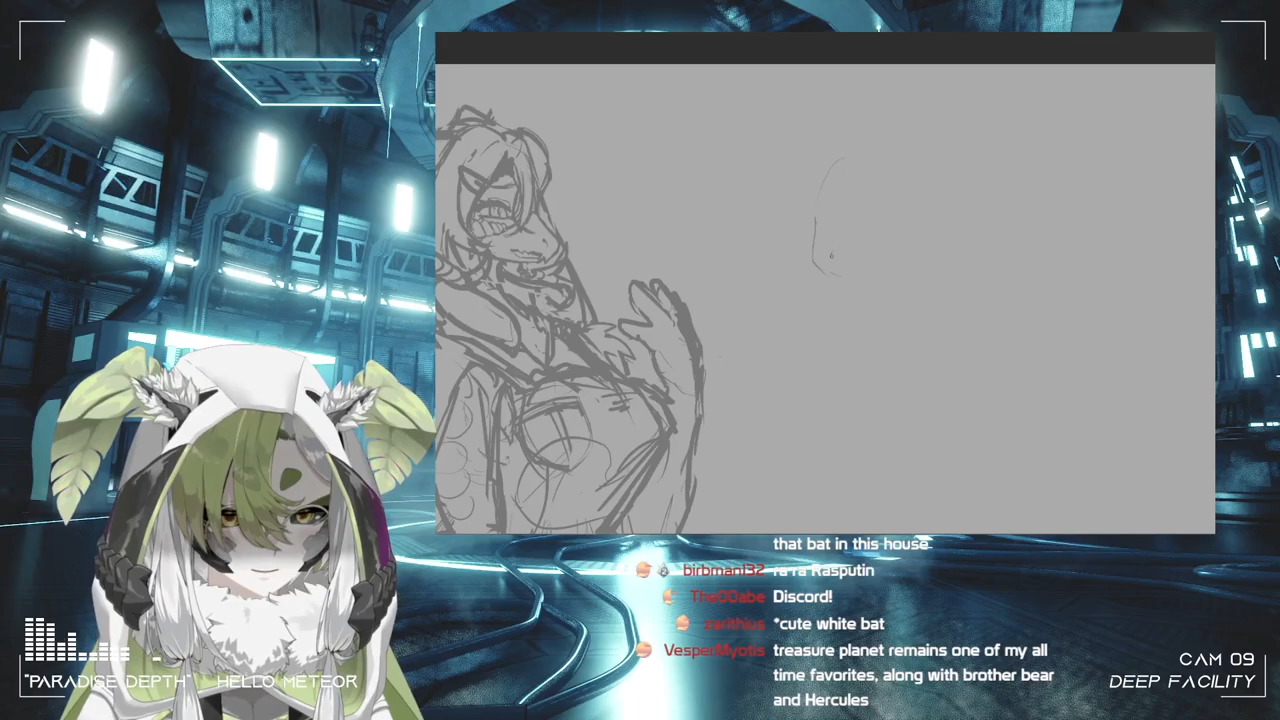 that bat in this house
birbman132 ra ra Rasputin
The00abe Discord!
zarithius *cute white bat
VesperMyotis treasure planet remains one of my all
time favorites, along with brother bear
and Hercules
"PARADISE DEPTH" HELLO METEOR
CAM 09
DEEP FACILITY